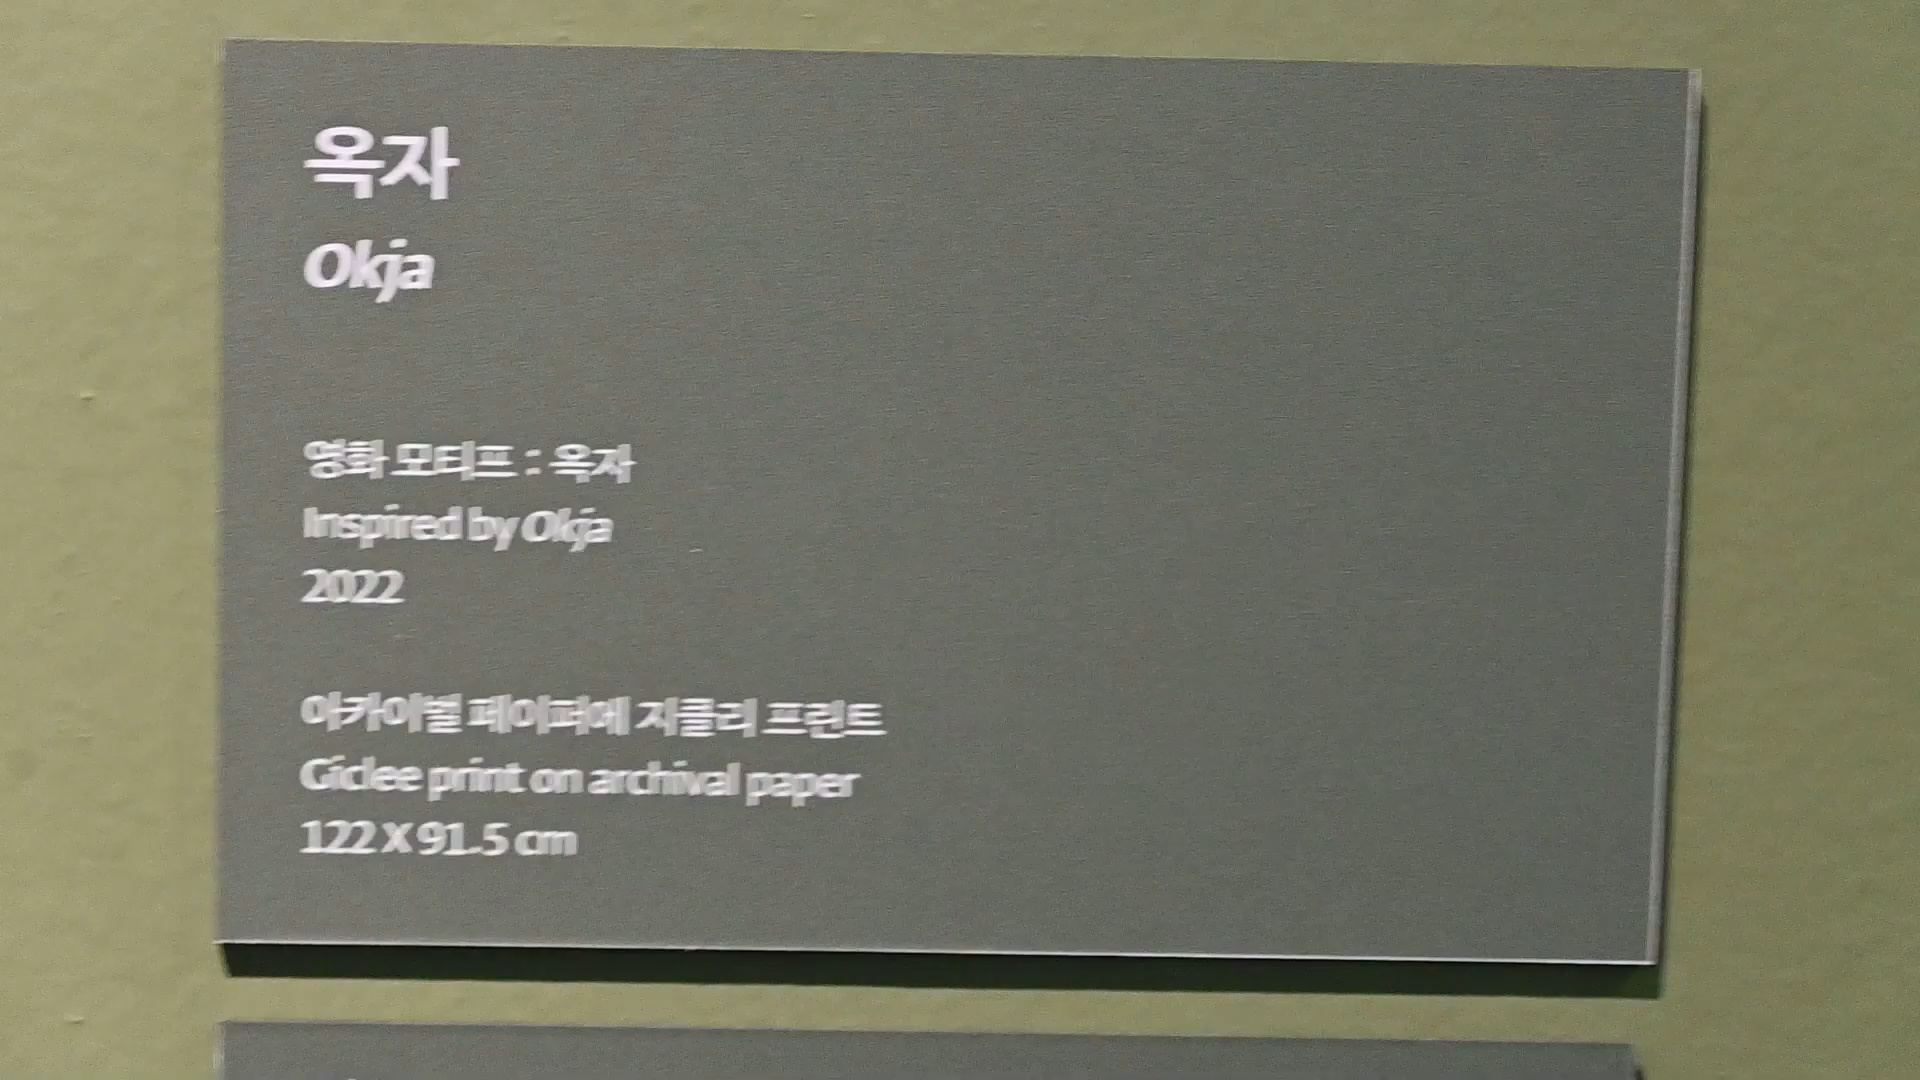 옥자
Okja
영화 모티프 : 옥자
Inspired by Okja
2022
아카이벌 페이퍼에 지클리 프린트
Giclee print on archival paper
122 X 91.5 cm